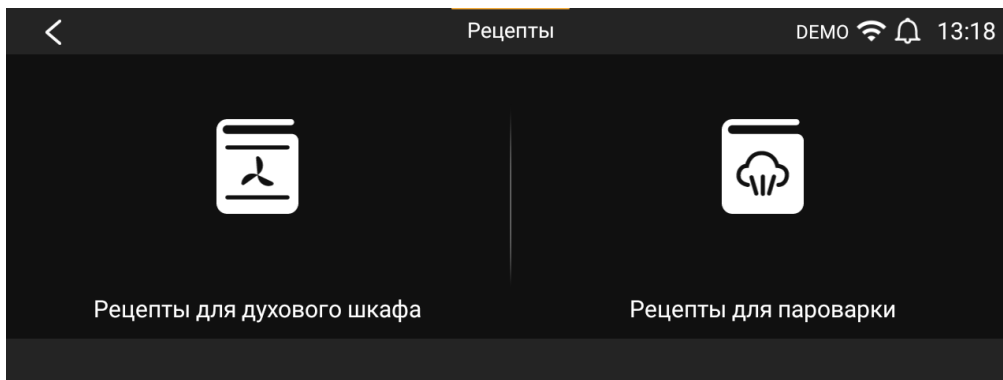 Рецепты
DEMO 13:18
Рецепты для духового шкафа
Рецепты для пароварки